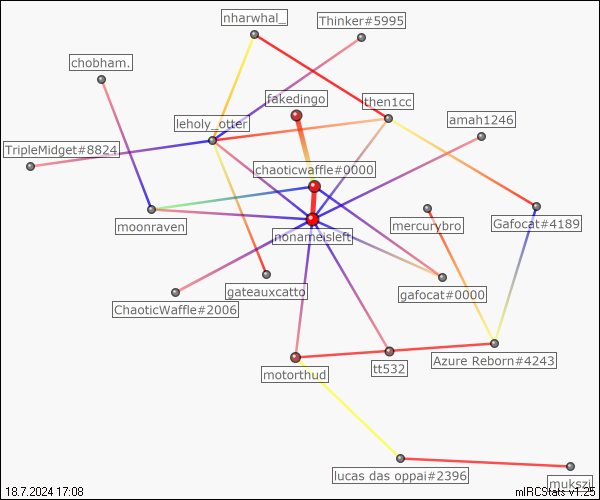 nharwhal_
Thinker#5995
chobham.
fakedingo
then1cc
amah1246
leholy_otter
TripleMidget#8824
chaoticwaffle#0000
moonraven
mercurybro
Gafocat#4189
nonameisleft
ChaoticWaffle#2006
gateauxcatto
gafocat#0000
motorthud
tt532
Azure Reborn#4243
lucas das oppai#2396
mukszi
18.7.2024 17:08
mIRCStats v1.25